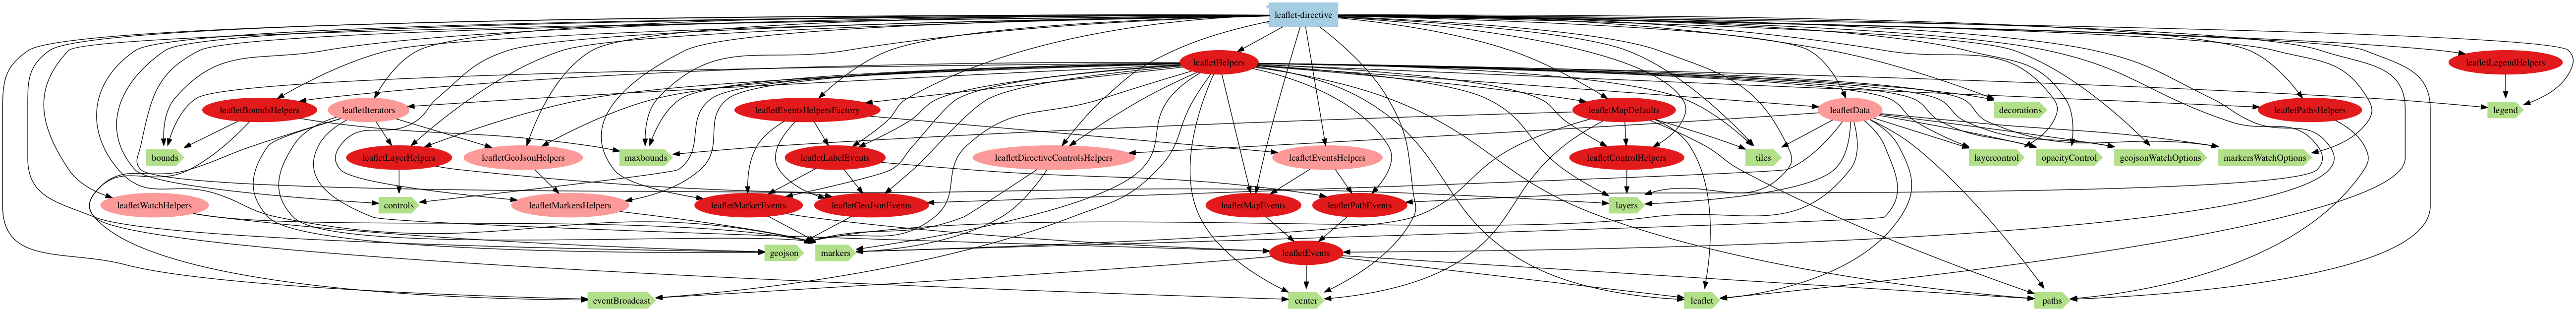 leaflet-directive
leafletHelpers
leafletLegendHelpers
leafletBoundsHelpers
leafletIterators
leafletEventsHelpersFactory
leafletMapDefaults
leafletData
decorations
leafletPathsHelpers
legend
bounds
leafletLayerHelpers
leafletGeoJsonHelpers
maxbounds
leafletLabelEvents
leafletDirectiveControlsHelpers
leafletEventsHelpers
leafletControlHelpers
tiles
layercontrol
opacityControl
geojsonWatchOptions
markersWatchOptions
leafletWatchHelpers
controls
leafletMarkersHelpers
leafletMarkerEvents
leafletGeoJsonEvents
leafletMapEvents
leafletPathEvents
layers
geojson
markers
leafletEvents
eventBroadcast
center
leaflet
paths